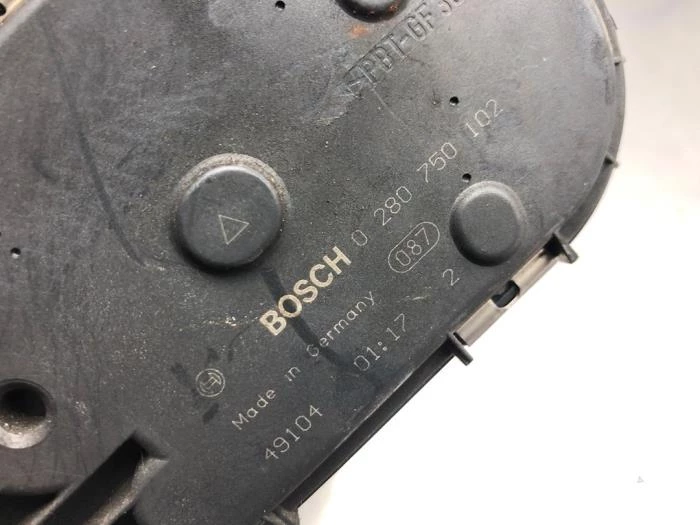 >PBT-GF30
BOSCH 0 280 750 102
087
Made in Germany
49104 01:17 2